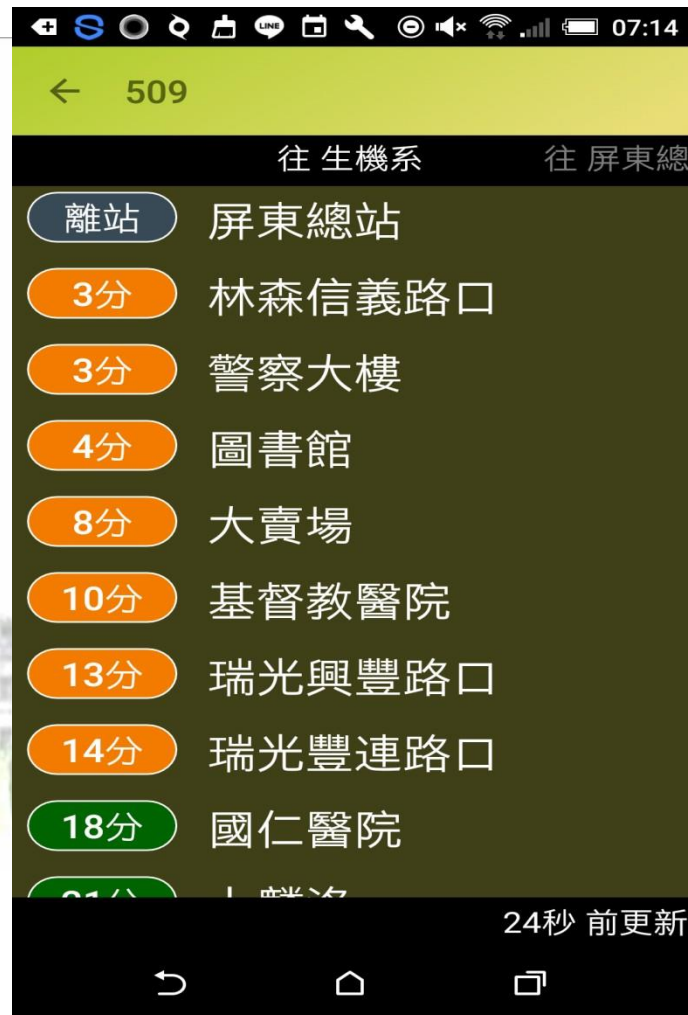 LINE 07:14
509
往 生機系 往 屏東總
離站 屏東總站
3分 林森信義路口
3分 警察大樓
4分 圖書館
8分 大賣場
10分 基督教醫院
13分 瑞光興豐路口
14分 瑞光豐連路口
18分 國仁醫院
24秒 前更新